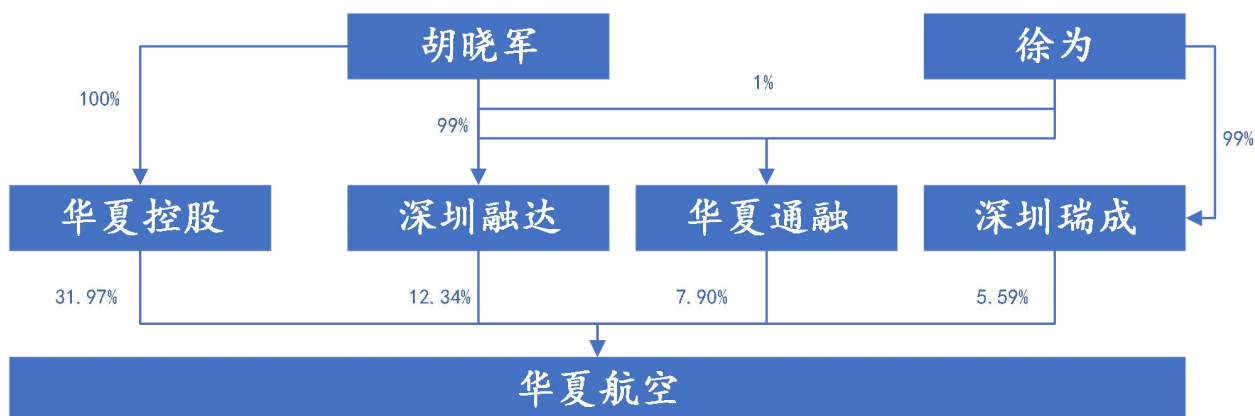 胡晓军
徐为
1%
100%
99%
99%
华夏控股
深圳融达
华夏通融
深圳瑞成
31.97%
12.34%
7.90%
5.59%
华夏航空